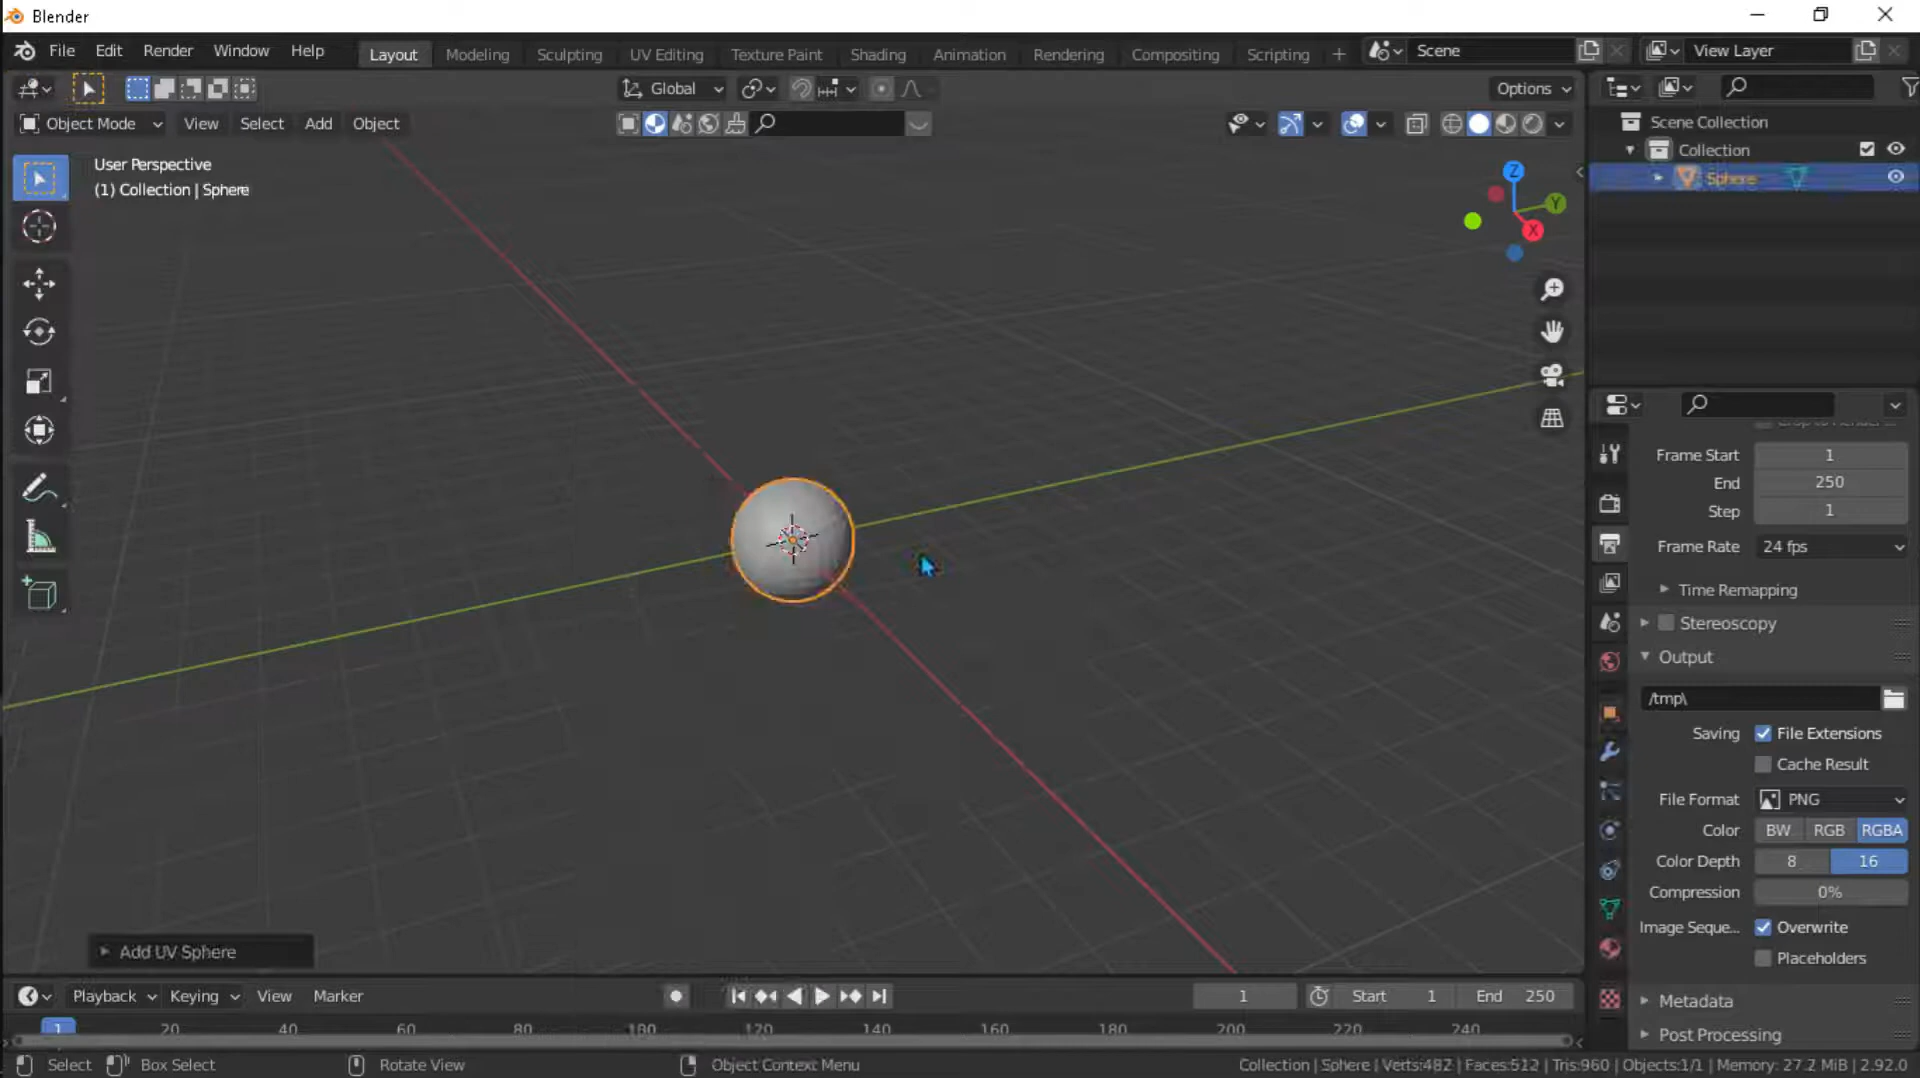 Blender
File Edit Render Window Help Layout Modeling Sculpting UV Editing Texture Paint Shading Animation Rendering Compositing Scripting + Scene View Layer
Global Options
Object Mode View Select Add Object
User Perspective
(1) Collection | Sphere
Z
Y
X
Scene Collection
Collection
Sphere
Frame Start 1
End 250
Step 1
Frame Rate 24 fps
Time Remapping
Stereoscopy
Output
/tmp\
Saving File Extensions
Cache Result
File Format PNG
Color BW RGB RGBA
Color Depth 8 16
Compression 0%
Image Seque... Overwrite
Placeholders
Metadata
Post Processing
Add UV Sphere
Playback Keying View Marker 1 Start 1 End 250
1 20 40 60 80 100 120 140 160 180 200 220 240
Select Box Select Rotate View Object Context Menu Collection | Sphere | Verts:482 | Faces:512 | Tris:960 | Objects:1/1 | Memory: 27.2 MiB | 2.92.0